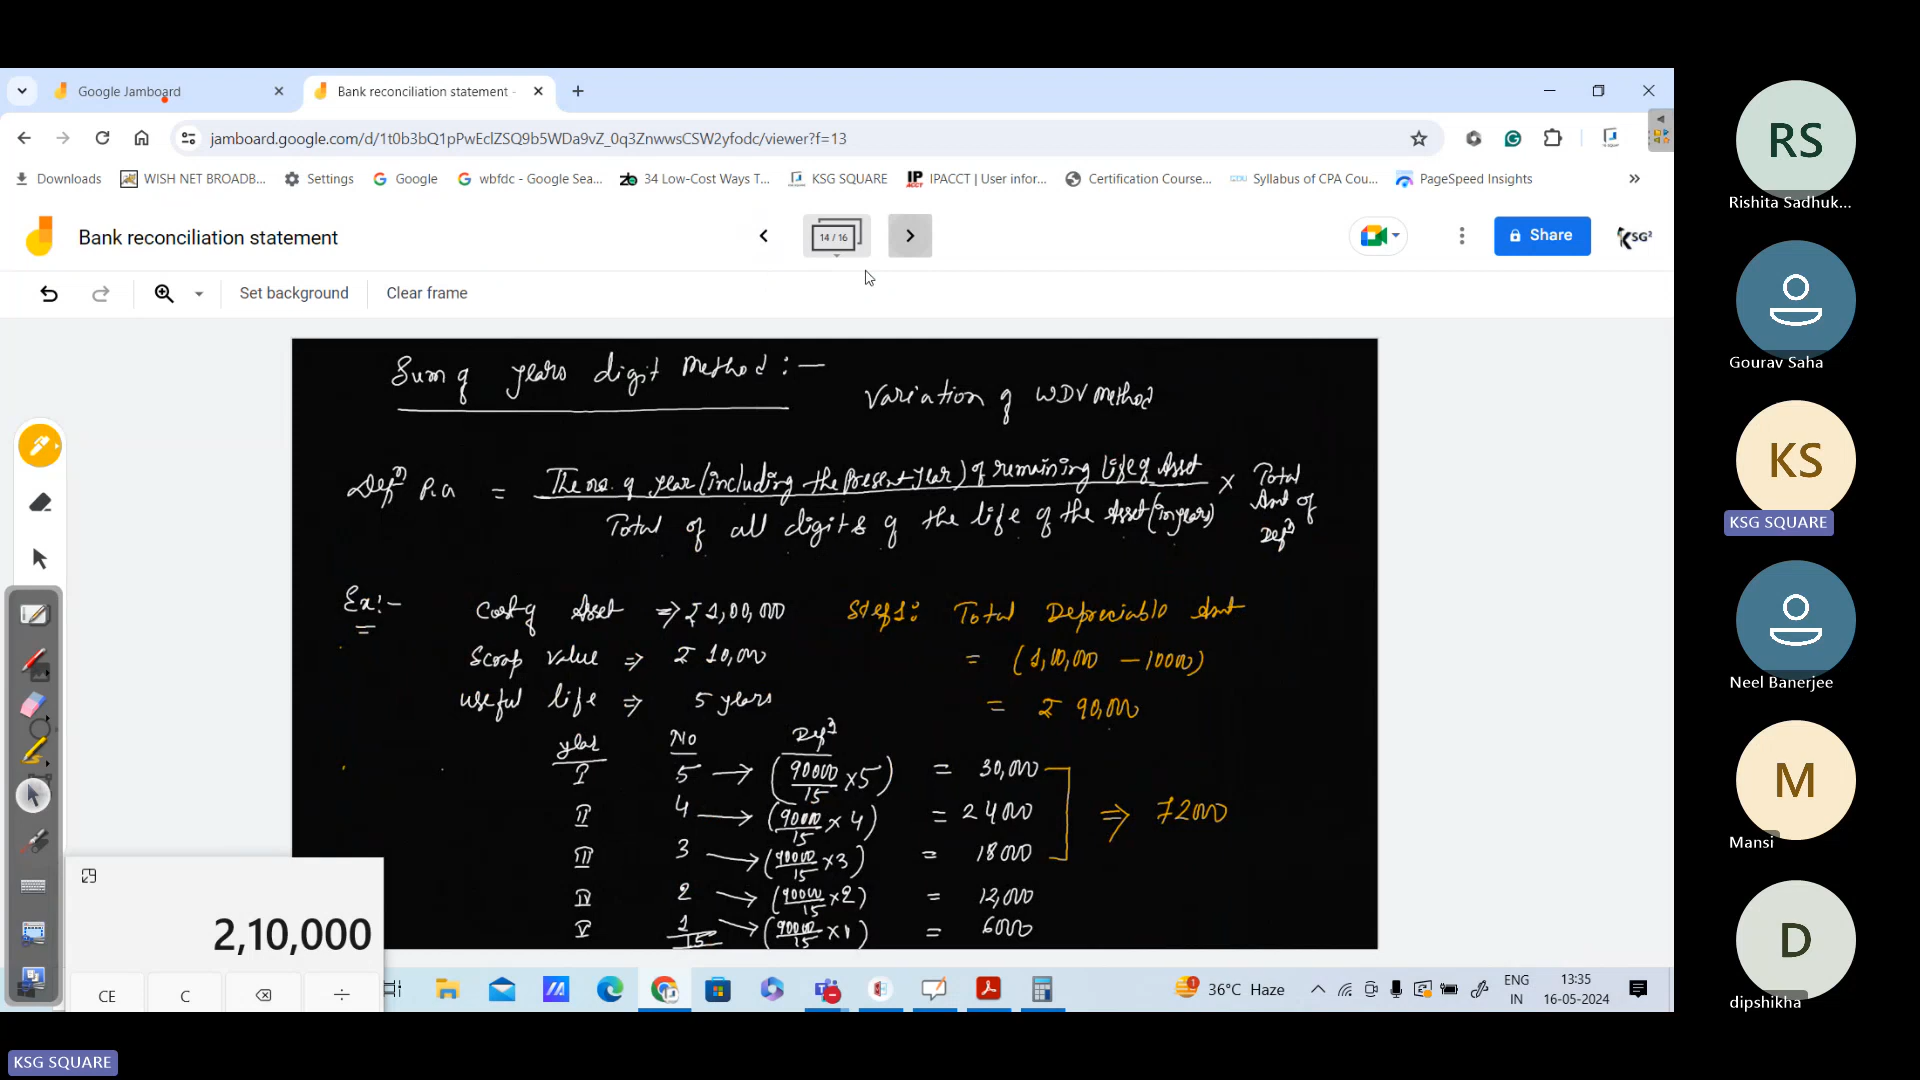 RS
Rishita Sadhuk...
Gourav Saha
KS
KSG SQUARE
Neel Banerjee
M
Mansi
D
dipshikha
Google Jamboard
Bank reconciliation statement -
jamboard.google.com/d/1t0b3bQ1pPwEclZSQ9b5WDa9vZ_0q3ZnwwsCSW2yfodc/viewer?f=13
Downloads WISH NET BROADB... Settings Google wbfdc - Google Sea... 34 Low-Cost Ways T... KSG SQUARE IPACCT | User infor... Certification Course... Syllabus of CPA Cou... PageSpeed Insights
Bank reconciliation statement
14 / 16
Share
KSG²
Set background Clear frame
Sum of years digit Method :—
Variation of WDV method
Depn P.a = The no. of year (including the present year) of remaining life of Asset × Total Amt of Depn
Total of all digits of the life of the Asset (in years)
Ex:- Cost of Asset ⇒ ₹ 1,00,000 Step1: Total Depreciable Amt
Scrap value ⇒ ₹ 10,000 = (1,00,000 - 10000)
useful life ⇒ 5 years = ₹ 90,000
year No Depn
I 5 → (90000/15 × 5) = 30,000
II 4 → (90000/15 × 4) = 24000 ⇒ 72000
III 3 → (90000/15 × 3) = 18000
IV 2 → (90000/15 × 2) = 12,000
V 1 → (90000/15 × 1) = 6000
15
2,10,000
CE C ÷
36°C Haze
ENG
IN
13:35
16-05-2024
KSG SQUARE